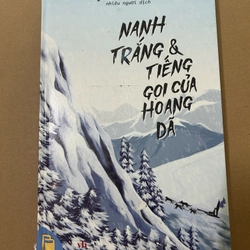 nhiều người dịch
NANH
TRẮNG &
TIẾNG
GỌI CỦA
HOANG
DÃ